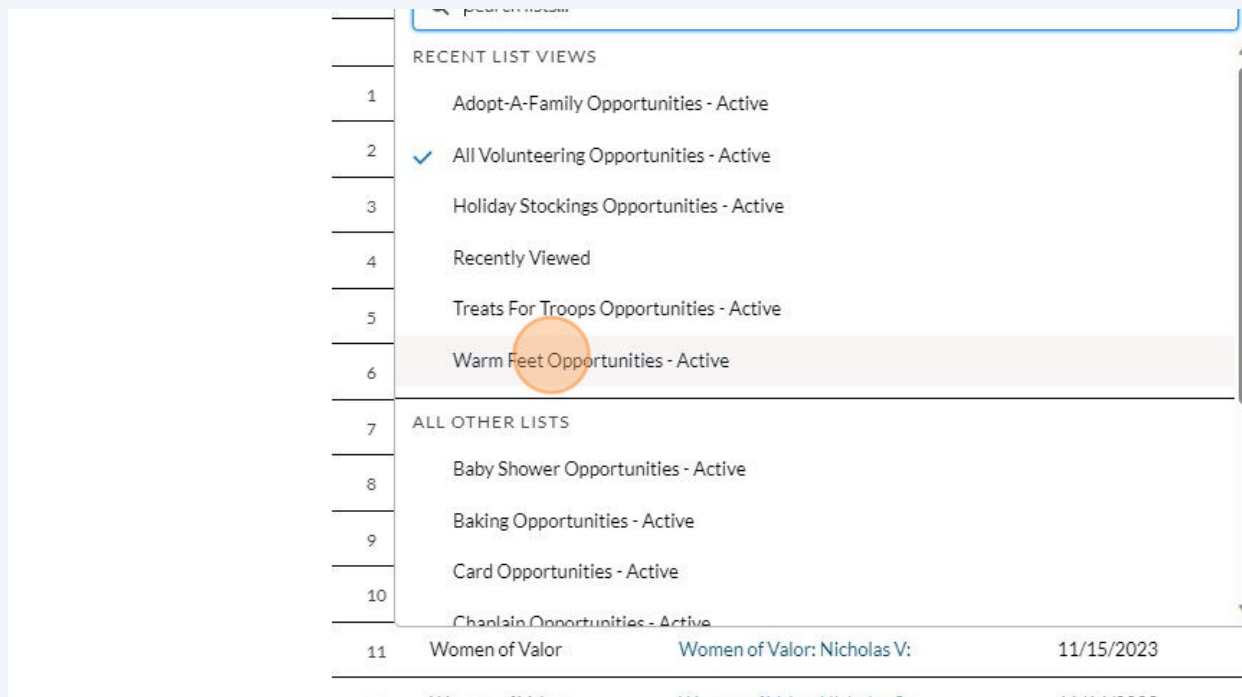 RECENT LIST VIEWS
1 Adopt-A-Family Opportunities - Active
2 All Volunteering Opportunities - Active
3 Holiday Stockings Opportunities - Active
4 Recently Viewed
5 Treats For Troops Opportunities - Active
6 Warm Feet Opportunities - Active
7 ALL OTHER LISTS
8 Baby Shower Opportunities - Active
9 Baking Opportunities - Active
Card Opportunities - Active
10
Chaplain Opportunities - Active
11 Women of Valor Women of Valor: Nicholas V: 11/15/2023